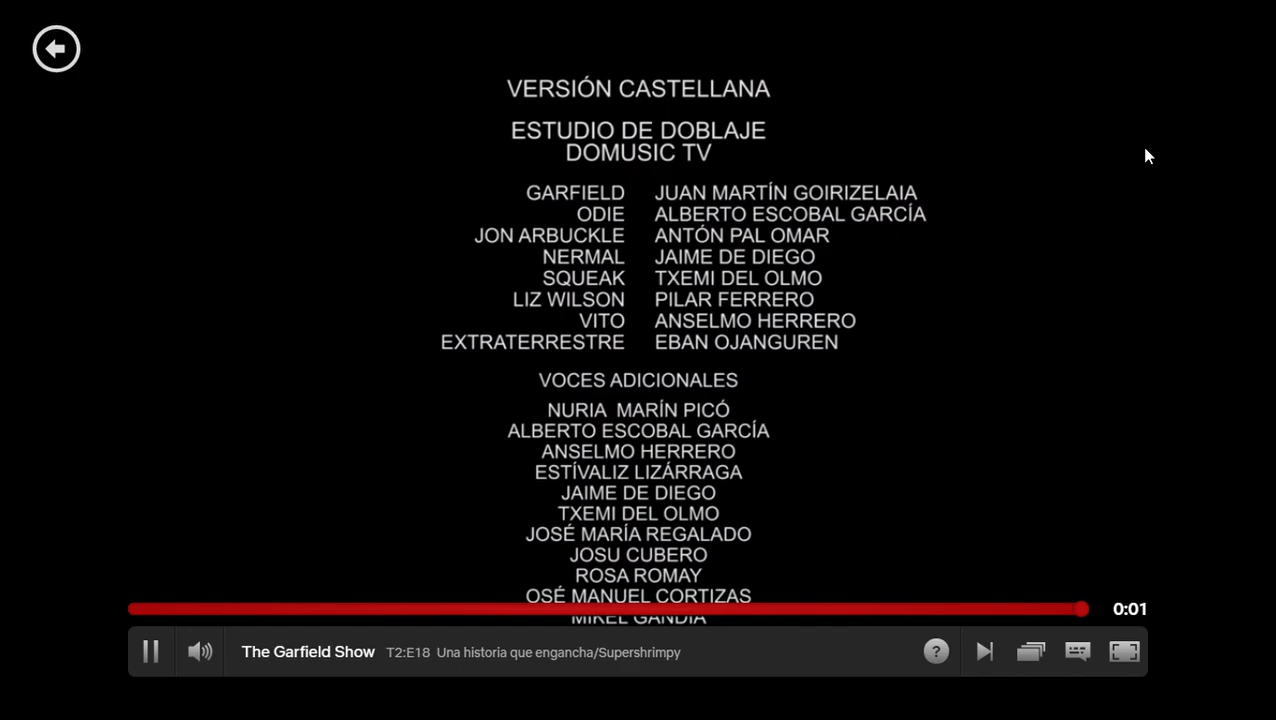 VERSIÓN CASTELLANA
ESTUDIO DE DOBLAJE
DOMUSIC TV
GARFIELD JUAN MARTÍN GOIRIZELAIA
ODIE ALBERTO ESCOBAL GARCÍA
JON ARBUCKLE ANTÓN PAL OMAR
NERMAL JAIME DE DIEGO
SQUEAK TXEMI DEL OLMO
LIZ WILSON PILAR FERRERO
VITO ANSELMO HERRERO
EXTRATERRESTRE EBAN OJANGUREN
VOCES ADICIONALES
NURIA MARÍN PICÓ
ALBERTO ESCOBAL GARCÍA
ANSELMO HERRERO
ESTÍVALIZ LIZÁRRAGA
JAIME DE DIEGO
TXEMI DEL OLMO
JOSÉ MARÍA REGALADO
JOSU CUBERO
ROSA ROMAY
OSÉ MANUEL CORTIZAS
MIKEL GANDIA
0:01
The Garfield Show T2:E18 Una historia que engancha/Supershrimpy
?